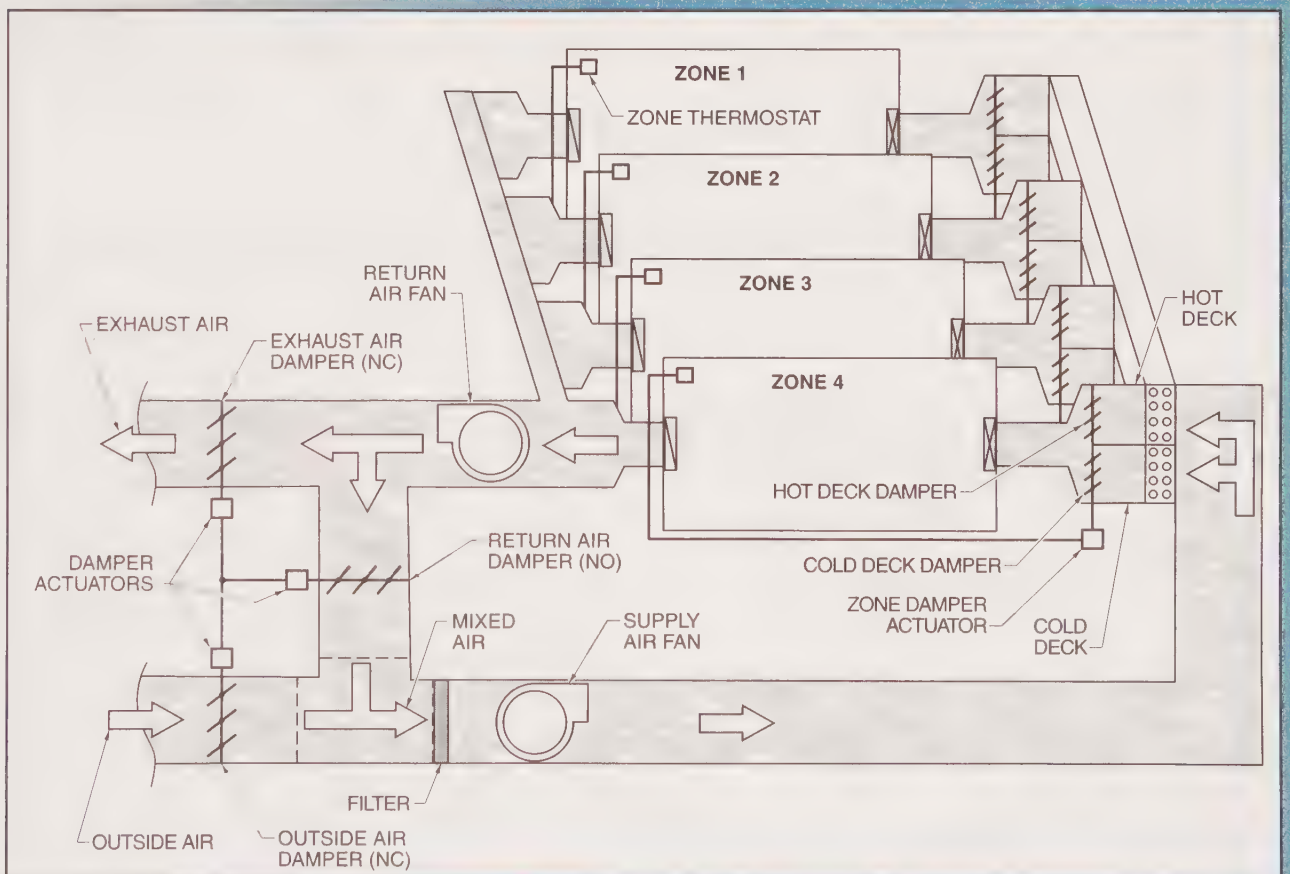 ZONE 1
ZONE THERMOSTAT
ZONE 2
ZONE 3
ZONE 4
RETURN
AIR FAN
EXHAUST AIR
EXHAUST AIR
DAMPER (NC)
HOT
DECK
HOT DECK DAMPER
DAMPER
ACTUATORS
RETURN AIR
DAMPER (NO)
COLD DECK DAMPER
ZONE DAMPER
ACTUATOR
COLD
DECK
MIXED
AIR
SUPPLY
AIR FAN
FILTER
OUTSIDE AIR
OUTSIDE AIR
DAMPER (NC)